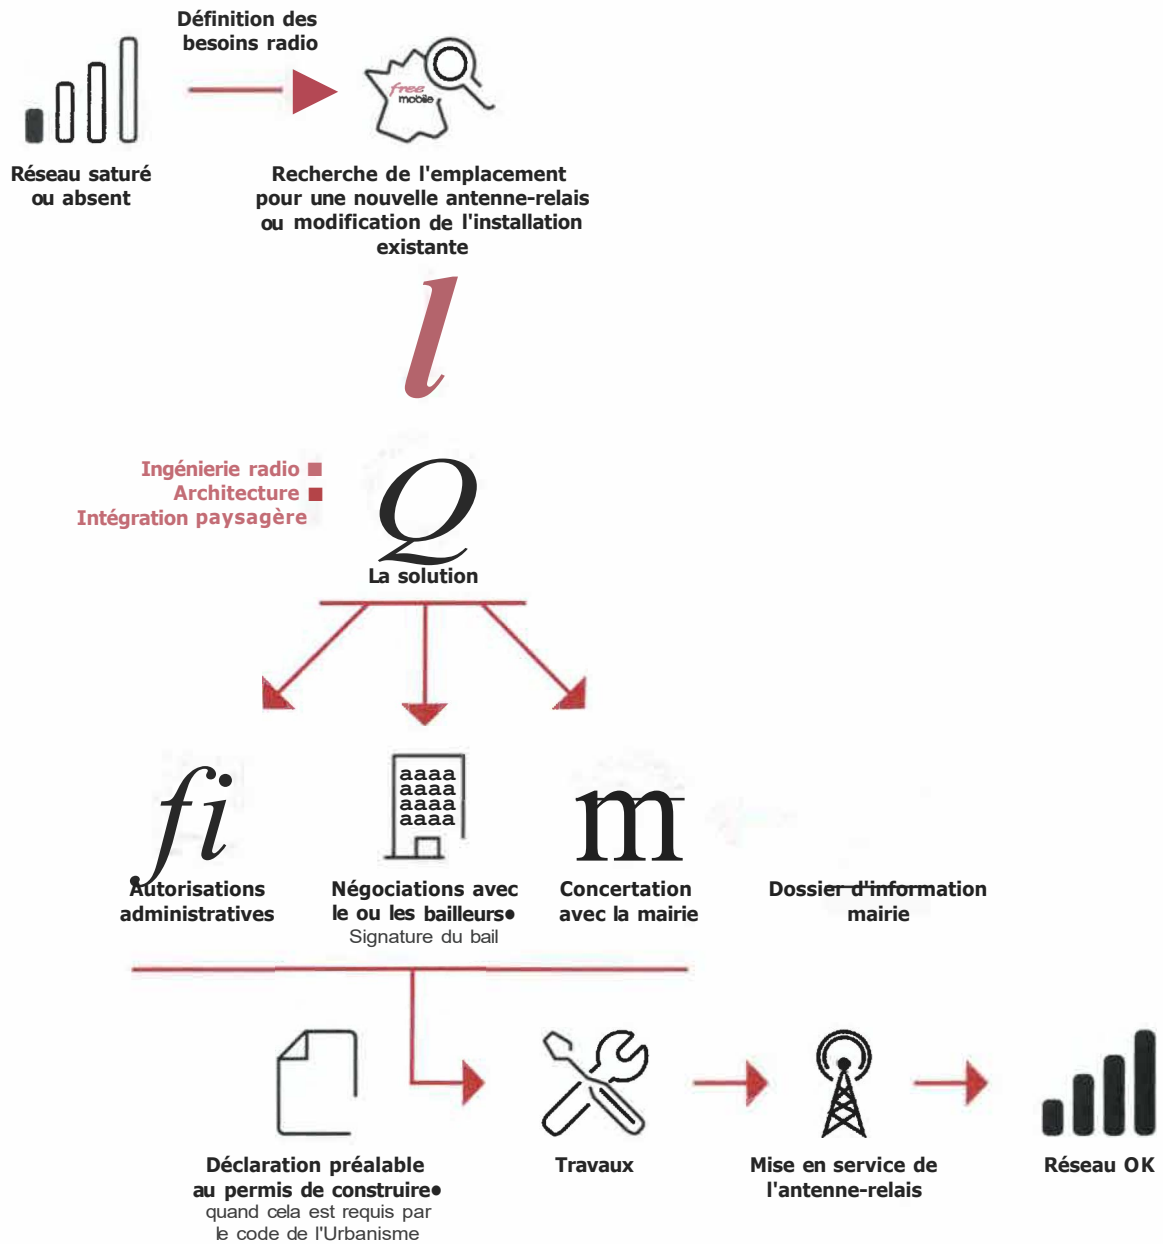 Définition des
besoins radio
free
mobile
Réseau saturé
ou absent
Recherche de l'emplacement
pour une nouvelle antenne-relais
ou modification de l'installation
existante
l
Ingénierie radio ■
Architecture ■
Intégration paysagère
Q
La solution
fi
aaaa
aaaa
aaaa
aaaa
m
Autorisations
administratives
Négociations avec
le ou les bailleurs•
Signature du bail
Concertation
avec la mairie
Dossier d'information
mairie
Déclaration préalable
au permis de construire•
quand cela est requis par
le code de l'Urbanisme
Travaux
Mise en service de
l'antenne-relais
Réseau OK